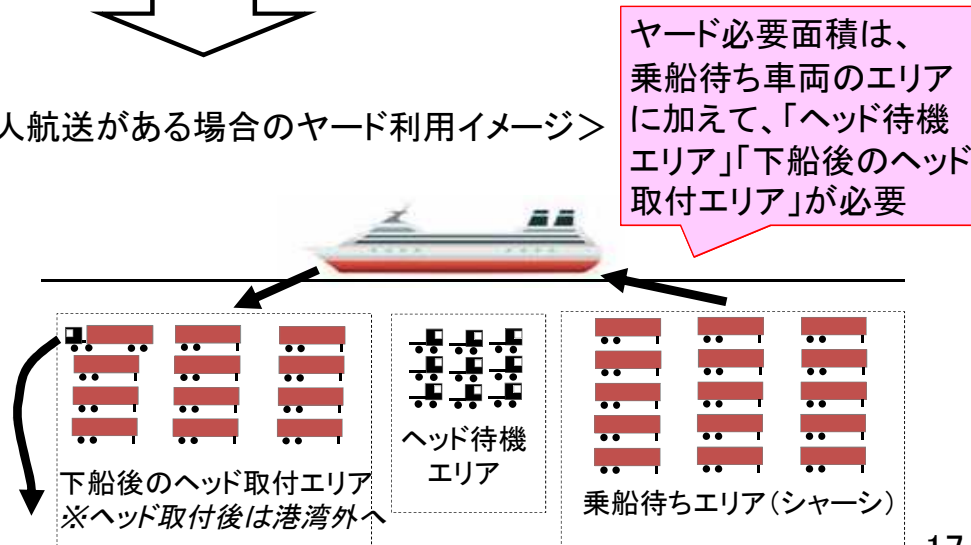 ヤード必要面積は、
乗船待ち車両のエリア
に加えて、「ヘッド待機
エリア」「下船後のヘッド
取付エリア」が必要
人航送がある場合のヤード利用イメージ＞
ヘッド待機
エリア
下船後のヘッド取付エリア
※ヘッド取付後は港湾外へ
乗船待ちエリア（シャーシ）
17